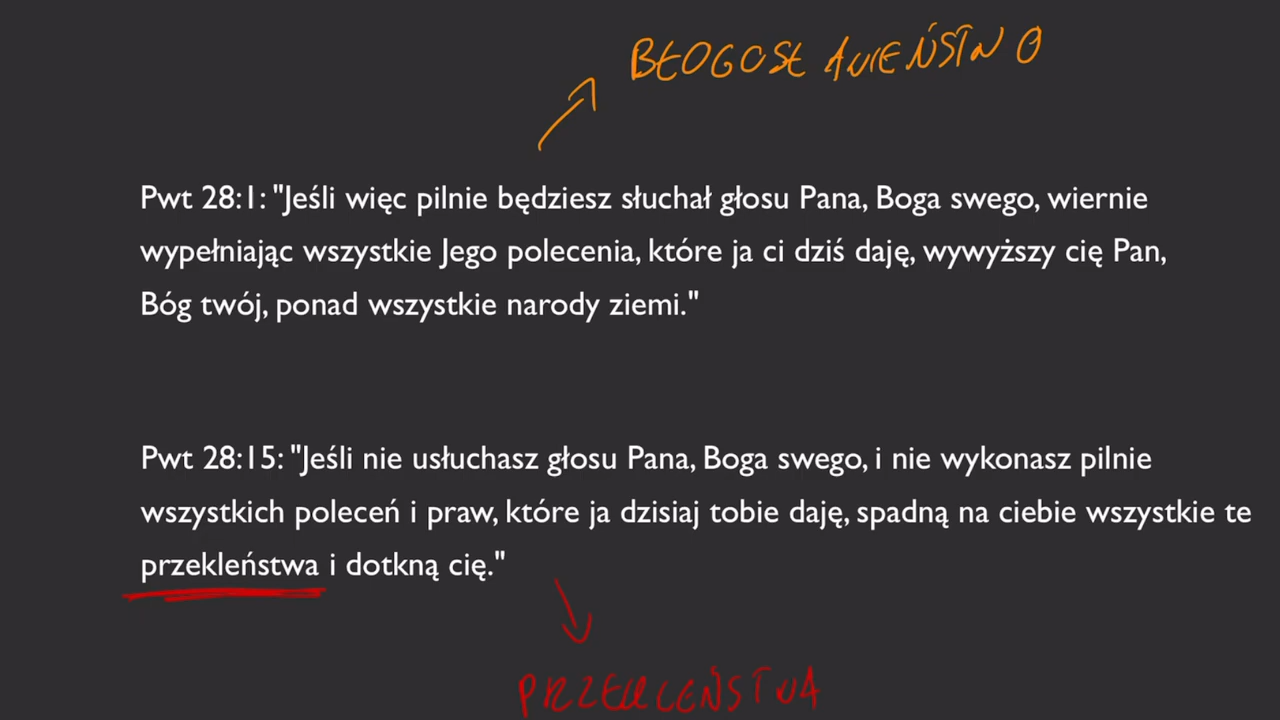 BŁOGOSŁAWIEŃSTWO
Pwt 28:1: "Jeśli więc pilnie będziesz słuchał głosu Pana, Boga swego, wiernie
wypełniając wszystkie Jego polecenia, które ja ci dziś daję, wywyższy cię Pan,
Bóg twój, ponad wszystkie narody ziemi."
Pwt 28:15: "Jeśli nie usłuchasz głosu Pana, Boga swego, i nie wykonasz pilnie
wszystkich poleceń i praw, które ja dzisiaj tobie daję, spadną na ciebie wszystkie te
przekleństwa i dotkną cię."
PRZEKLEŃSTWA